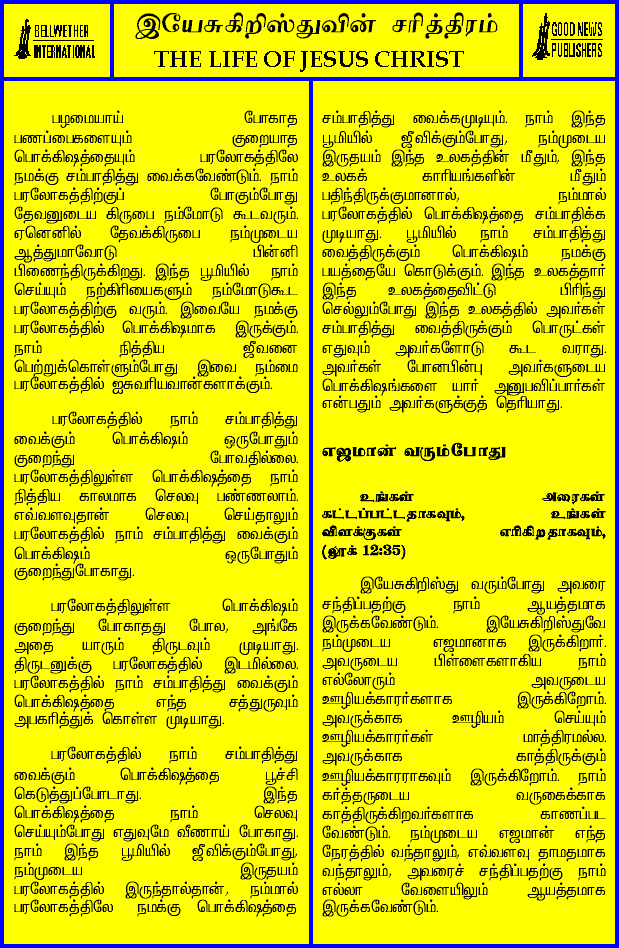 BELLWETHER
INTERNATIONAL
இயேசுகிறிஸ்துவின் சரித்திரம்
THE LIFE OF JESUS CHRIST
GOOD NEWS
PUBLISHERS
பழமையாய் போகாத
பணப்பைகளையும் குறையாத
பொக்கிஷத்தையும் பரலோகத்திலே
நமக்கு சம்பாதித்து வைக்கவேண்டும். நாம்
பரலோகத்திற்குப் போகும்போது
தேவனுடைய கிருபை நம்மோடு கூடவரும்.
ஏனெனில் தேவக்கிருபை நம்முடைய
ஆத்துமாவோடு பின்னி
பிணைந்திருக்கிறது. இந்த பூமியில் நாம்
செய்யும் நற்கிரியைகளும் நம்மோடுகூட
பரலோகத்திற்கு வரும். இவையே நமக்கு
பரலோகத்தில் பொக்கிஷமாக இருக்கும்.
நாம் நித்திய ஜீவனை
பெற்றுக்கொள்ளும்போது இவை நம்மை
பரலோகத்தில் ஐசுவரியவான்களாக்கும்.
பரலோகத்தில் நாம் சம்பாதித்து
வைக்கும் பொக்கிஷம் ஒருபோதும்
குறைந்து போவதில்லை.
பரலோகத்திலுள்ள பொக்கிஷத்தை நாம்
நித்திய காலமாக செலவு பண்ணலாம்.
எவ்வளவுதான் செலவு செய்தாலும்
பரலோகத்தில் நாம் சம்பாதித்து வைக்கும்
பொக்கிஷம் ஒருபோதும்
குறைந்துபோகாது.
பரலோகத்திலுள்ள பொக்கிஷம்
குறைந்து போகாதது போல, அங்கே
அதை யாரும் திருடவும் முடியாது.
திருடனுக்கு பரலோகத்தில் இடமில்லை.
பரலோகத்தில் நாம் சம்பாதித்து வைக்கும்
பொக்கிஷத்தை எந்த சத்துருவும்
அபகரித்துக் கொள்ள முடியாது.
பரலோகத்தில் நாம் சம்பாதித்து
வைக்கும் பொக்கிஷத்தை பூச்சி
கெடுத்துப்போடாது. இந்த
பொக்கிஷத்தை நாம் செலவு
செய்யும்போது எதுவுமே வீணாய் போகாது.
நாம் இந்த பூமியில் ஜீவிக்கும்போது,
நம்முடைய இருதயம்
பரலோகத்தில் இருந்தால்தான், நம்மால்
பரலோகத்திலே நமக்கு பொக்கிஷத்தை
சம்பாதித்து வைக்கமுடியும். நாம் இந்த
பூமியில் ஜீவிக்கும்போது, நம்முடைய
இருதயம் இந்த உலகத்தின் மீதும், இந்த
உலகக் காரியங்களின் மீதும்
பதிந்திருக்குமானால், நம்மால்
பரலோகத்தில் பொக்கிஷத்தை சம்பாதிக்க
முடியாது. பூமியில் நாம் சம்பாதித்து
வைத்திருக்கும் பொக்கிஷம் நமக்கு
பயத்தையே கொடுக்கும். இந்த உலகத்தார்
இந்த உலகத்தைவிட்டு பிரிந்து
செல்லும்போது இந்த உலகத்தில் அவர்கள்
சம்பாதித்து வைத்திருக்கும் பொருட்கள்
எதுவும் அவர்களோடு கூட வராது.
அவர்கள் போனபின்பு அவர்களுடைய
பொக்கிஷங்களை யார் அனுபவிப்பார்கள்
என்பதும் அவர்களுக்குத் தெரியாது.
எஜமான் வரும்போது
உங்கள் அரைகள்
கட்டப்பட்டதாகவும், உங்கள்
விளக்குகள் எரிகிறதாகவும்,
(லூக் 12:35)
இயேசுகிறிஸ்து வரும்போது அவரை
சந்திப்பதற்கு நாம் ஆயத்தமாக
இருக்கவேண்டும். இயேசுகிறிஸ்துவே
நம்முடைய எஜமானாக இருக்கிறார்.
அவருடைய பிள்ளைகளாகிய நாம்
எல்லோரும் அவருடைய
ஊழியக்காரர்களாக இருக்கிறோம்.
அவருக்காக ஊழியம் செய்யும்
ஊழியக்காரர்கள் மாத்திரமல்ல.
அவருக்காக காத்திருக்கும்
ஊழியக்காரராகவும் இருக்கிறோம். நாம்
கர்த்தருடைய வருகைக்காக
காத்திருக்கிறவர்களாக காணப்பட
வேண்டும். நம்முடைய எஜமான் எந்த
நேரத்தில் வந்தாலும், எவ்வளவு தாமதமாக
வந்தாலும், அவரைச் சந்திப்பதற்கு நாம்
எல்லா வேளையிலும் ஆயத்தமாக
இருக்கவேண்டும்.